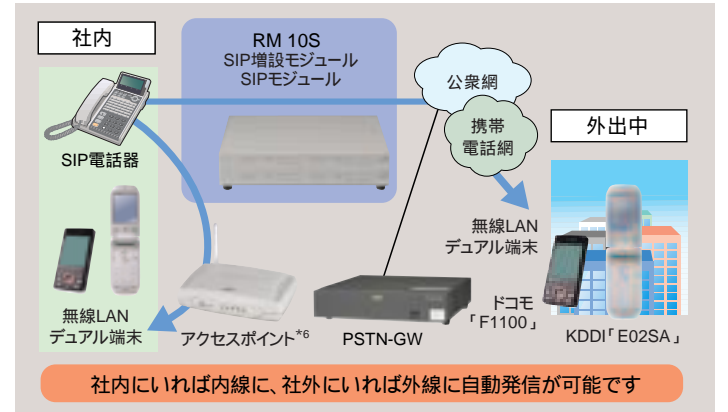 社内
RM 10S
SIP増設モジュール
SIPモジュール
公衆網
携帯
電話網
外出中
SIP電話器
無線LAN
デュアル端末
無線LAN
デュアル端末
アクセスポイント*6
PSTN-GW
ドコモ
「F1100」
KDDI「E02SA」
社内にいれば内線に、社外にいれば外線に自動発信が可能です